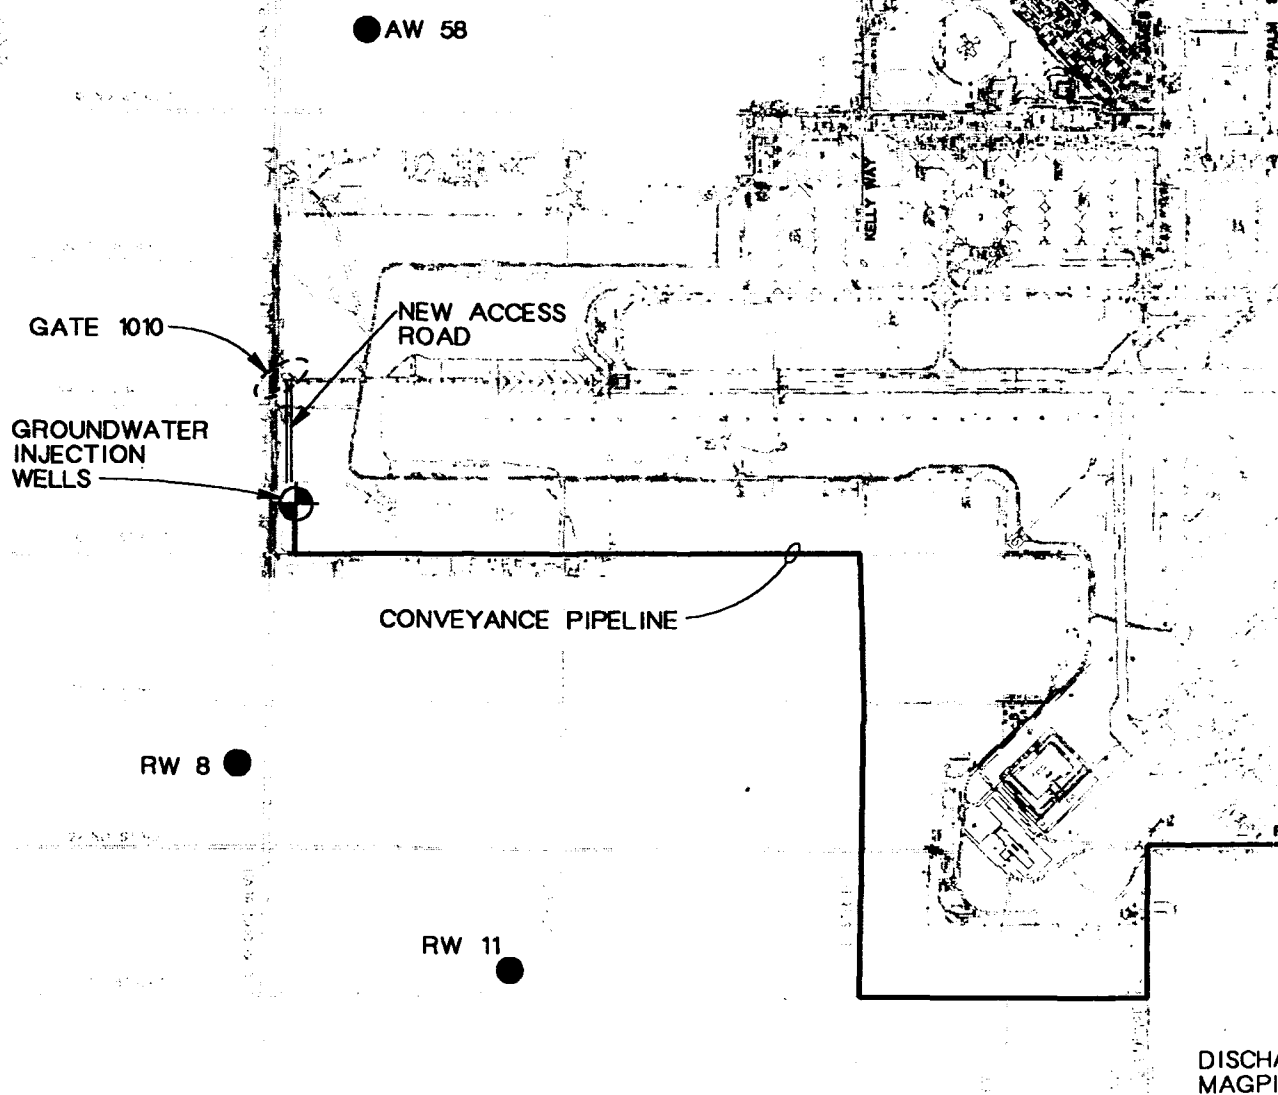 AW 58
KELLY WAY
NEW ACCESS
ROAD
GATE 1010
GROUNDWATER
INJECTION
WELLS
CONVEYANCE PIPELINE
RW 8
RW 11
DISCHA
MAGPI